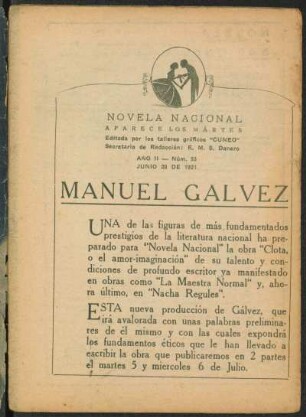 NOVELA NACIONAL
APARECE LOS MARTES
Editada por los talleres gráficos "CUNEO"
Secretario de Redacción: E. M. S. Danero
AÑO II — Núm. 55
JUNIO 28 DE 1921
MANUEL GALVEZ
UNA de las figuras de más fundamentados
prestigios de la literatura nacional ha pre-
parado para "Novela Nacional" la obra "Clota,
o el amor-imaginación" de su talento y con-
diciones de profundo escritor ya manifestado
en obras como "La Maestra Normal" y, aho-
ra último, en "Nacha Regules".
ESTA nueva producción de Gálvez, que
irá avalorada con unas palabras prelimina-
res de él mismo y con las cuales expondrá
los fundamentos éticos que le han llevado a
escribir la obra que publicaremos en 2 partes
el martes 5 y miercoles 6 de Julio.